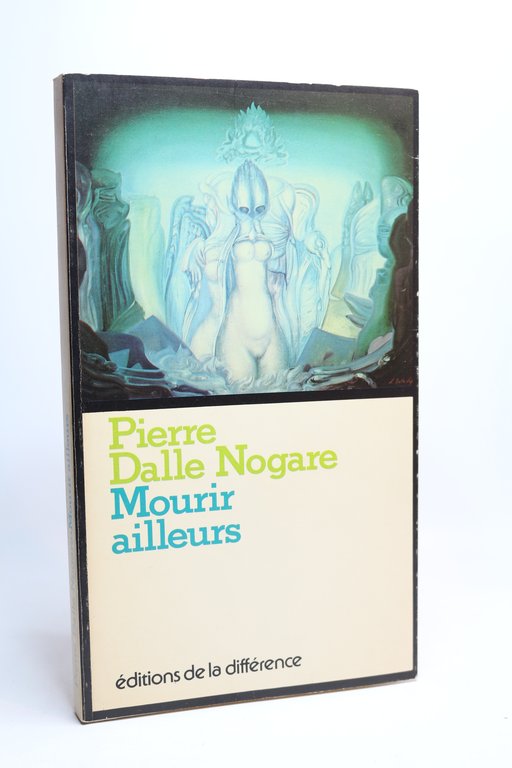 Pierre
Dalle Nogare
Mourir
ailleurs
éditions de la différence